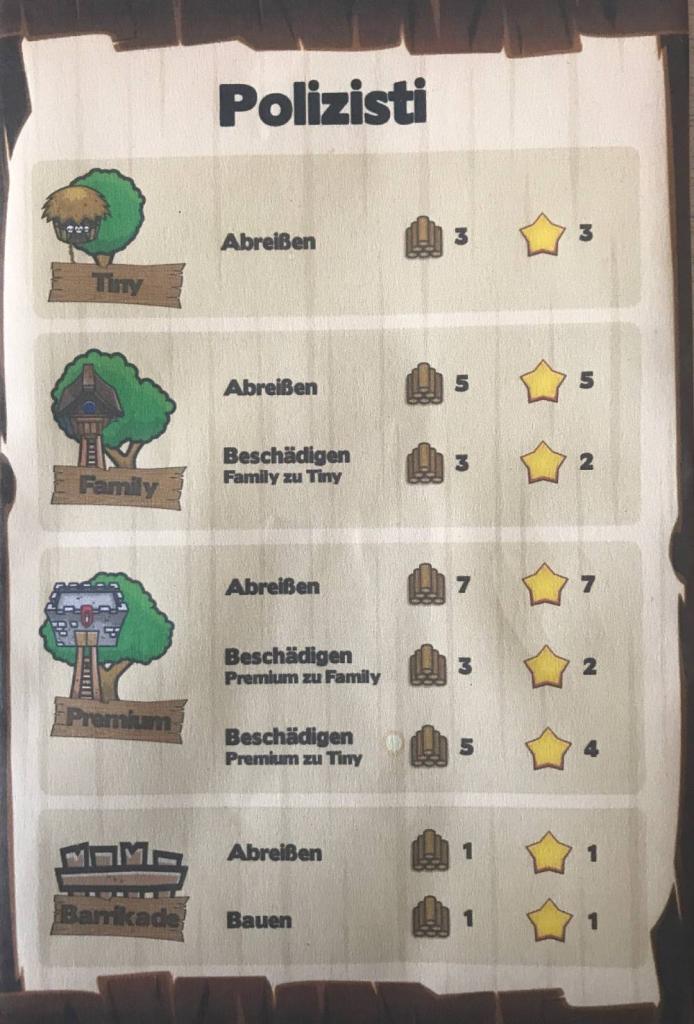 Polizisti
Tiny
Abreißen 3 3
Family
Abreißen 5 5
Beschädigen 3 2
Family zu Tiny
Premium
Abreißen 7 7
Beschädigen 3 2
Premium zu Family
Beschädigen 5 4
Premium zu Tiny
Barrikade
Abreißen 1 1
Bauen 1 1